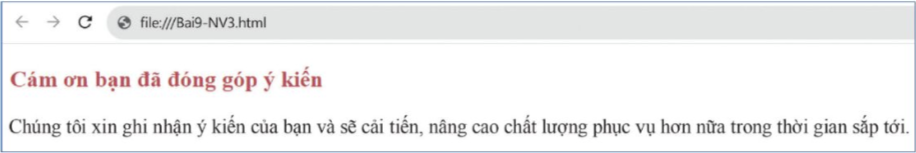 file:///Bai9-NV3.html
Cám ơn bạn đã đóng góp ý kiến
Chúng tôi xin ghi nhận ý kiến của bạn và sẽ cải tiến, nâng cao chất lượng phục vụ hơn nữa trong thời gian sắp tới.